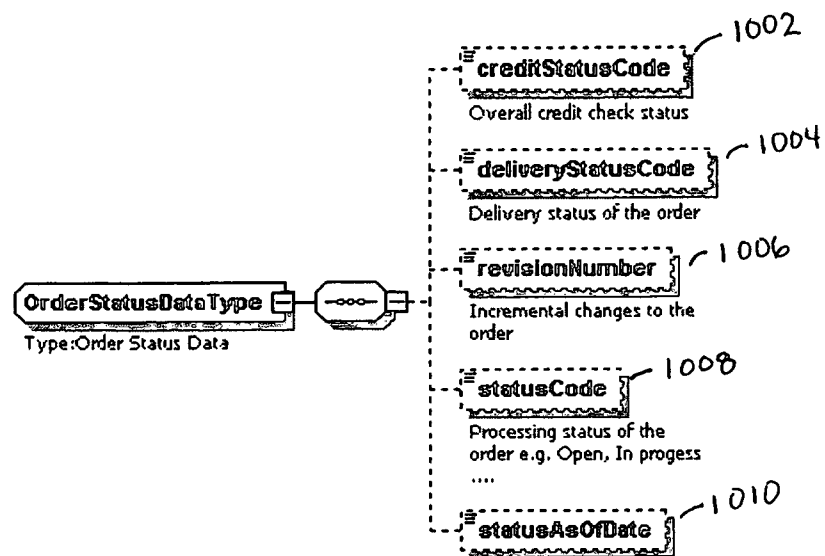 creditStatusCode
1002
Overall credit check status
deliveryStatusCode
1004
Delivery status of the order
revisionNumber
1006
Incremental changes to the
order
OrderStatusDataType
Type:Order Status Data
statusCode
1008
Processing status of the
order e.g. Open, In progess
....
statusAsOfDate
1010